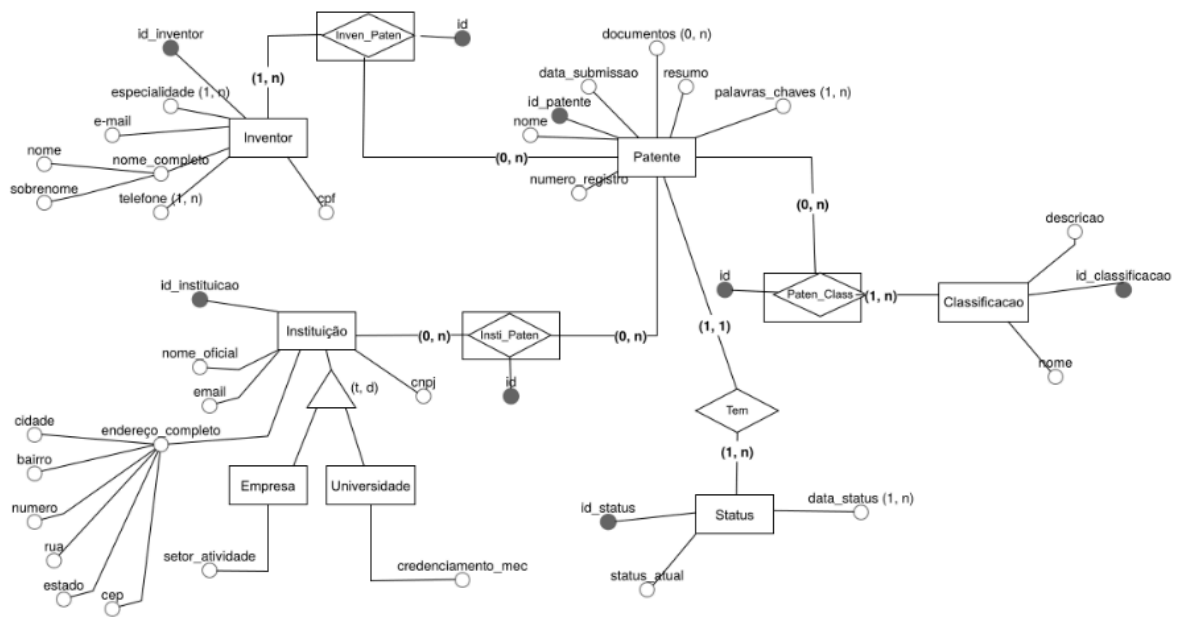 id_inventor
Inven_Paten
id
(1, n)
especialidade (1, n)
e-mail
Inventor
nome
nome_completo
sobrenome
telefone (1, n)
cpf
documentos (0, n)
data_submissao
resumo
id_patente
palavras_chaves (1, n)
nome
Patente
(0, n)
numero_registro
(0, n)
descricao
id
Paten_Class
(1, n)
Classificacao
id_classificacao
nome
id_instituicao
Instituição
(0, n)
Insti_Paten
(0, n)
id
nome_oficial
email
(t, d)
cnpj
cidade
endereço_completo
bairro
numero
rua
estado
cep
Empresa
Universidade
setor_atividade
credenciamento_mec
(1, 1)
Tem
(1, n)
id_status
Status
data_status (1, n)
status_atual